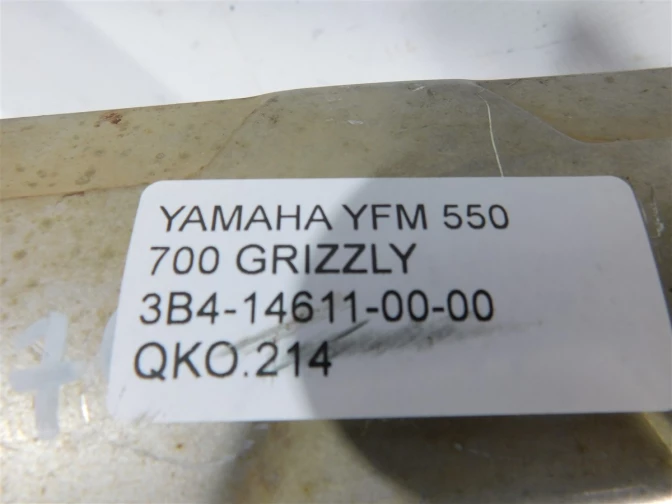 YAMAHA YFM 550
700 GRIZZLY
3B4-14611-00-00
QKO.214